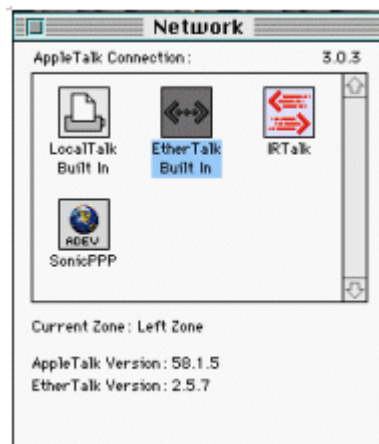 Network
AppleTalk Connection: 3.0.3
LocalTalk Built In
EtherTalk Built In
IRTalk
ADEV
SonicPPP
Current Zone: Left Zone
AppleTalk Version: 58.1.5
EtherTalk Version: 2.5.7